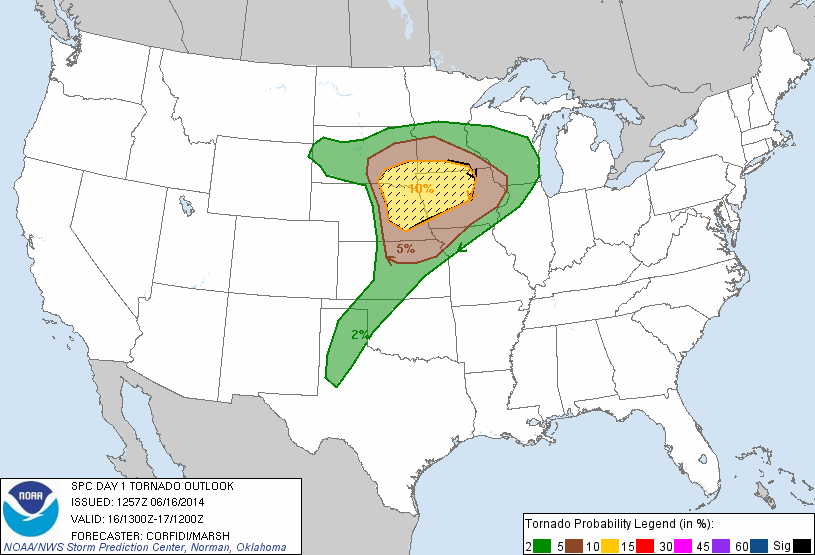 10%
5%
2%
NOAA
SPC DAY 1 TORNADO OUTLOOK
ISSUED: 1257Z 06/16/2014
VALID: 16/1300Z-17/1200Z
FORECASTER: CORFIDI/MARSH
NOAA/NWS Storm Prediction Center, Norman, Oklahoma
Tornado Probability Legend (in %):
2 5 10 15 30 45 60 Sig